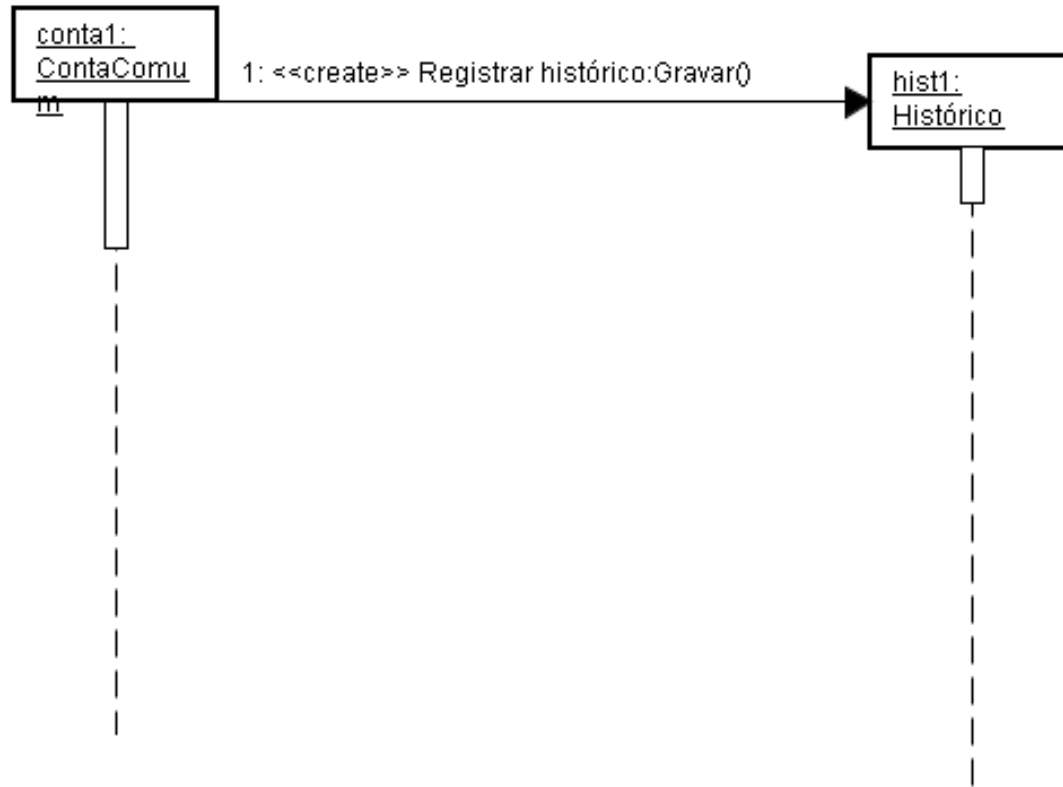 conta1:
ContaComu
m
1: <<create>> Registrar histórico:Gravar()
hist1:
Histórico